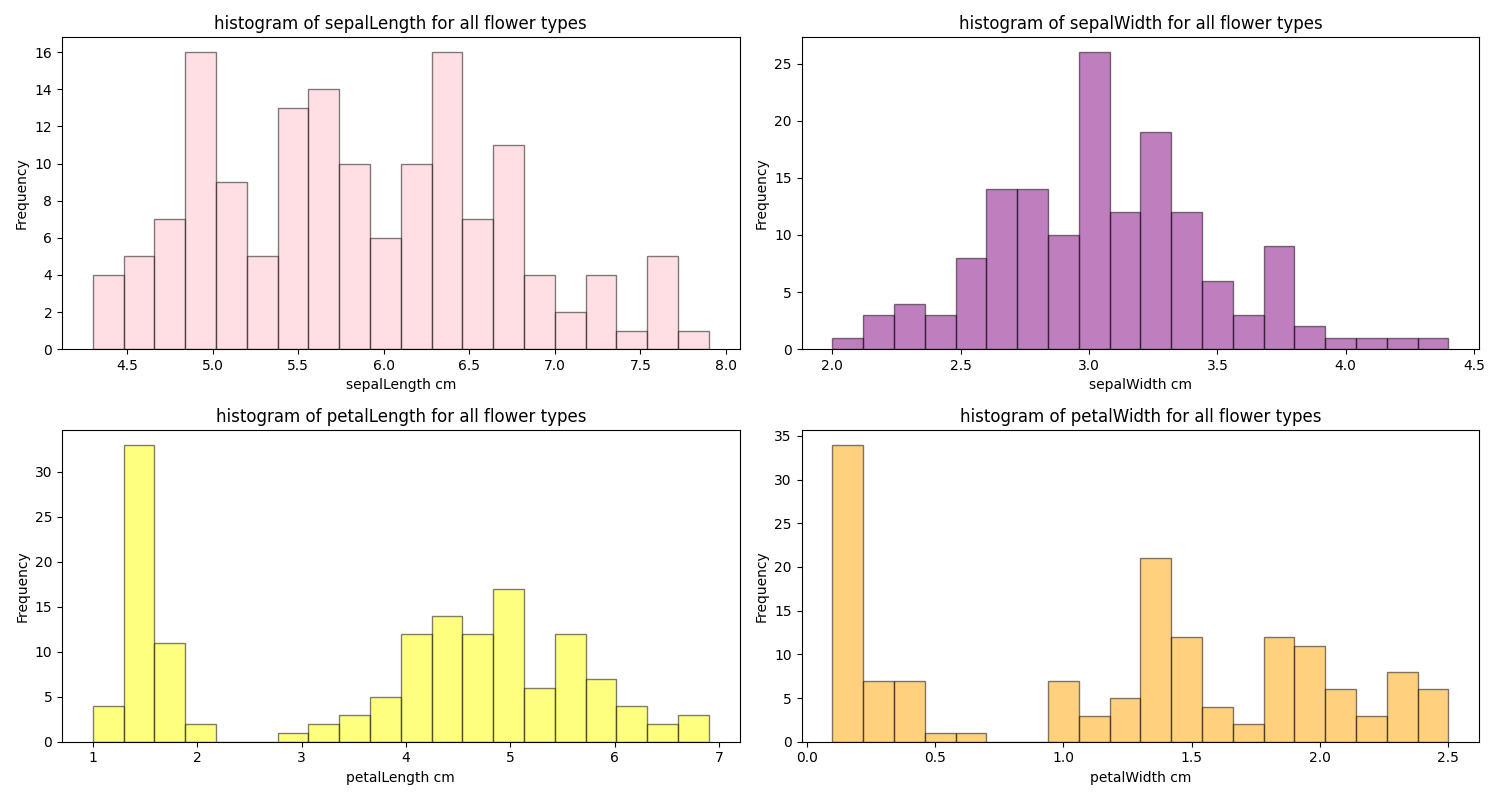 histogram of sepalLength for all flower types
Frequency
16
14
12
10
8
6
4
2
0
4.5 5.0 5.5 6.0 6.5 7.0 7.5 8.0
sepalLength cm
histogram of sepalWidth for all flower types
Frequency
25
20
15
10
5
0
2.0 2.5 3.0 3.5 4.0 4.5
sepalWidth cm
histogram of petalLength for all flower types
Frequency
30
25
20
15
10
5
0
1 2 3 4 5 6 7
petalLength cm
histogram of petalWidth for all flower types
Frequency
35
30
25
20
15
10
5
0
0.0 0.5 1.0 1.5 2.0 2.5
petalWidth cm